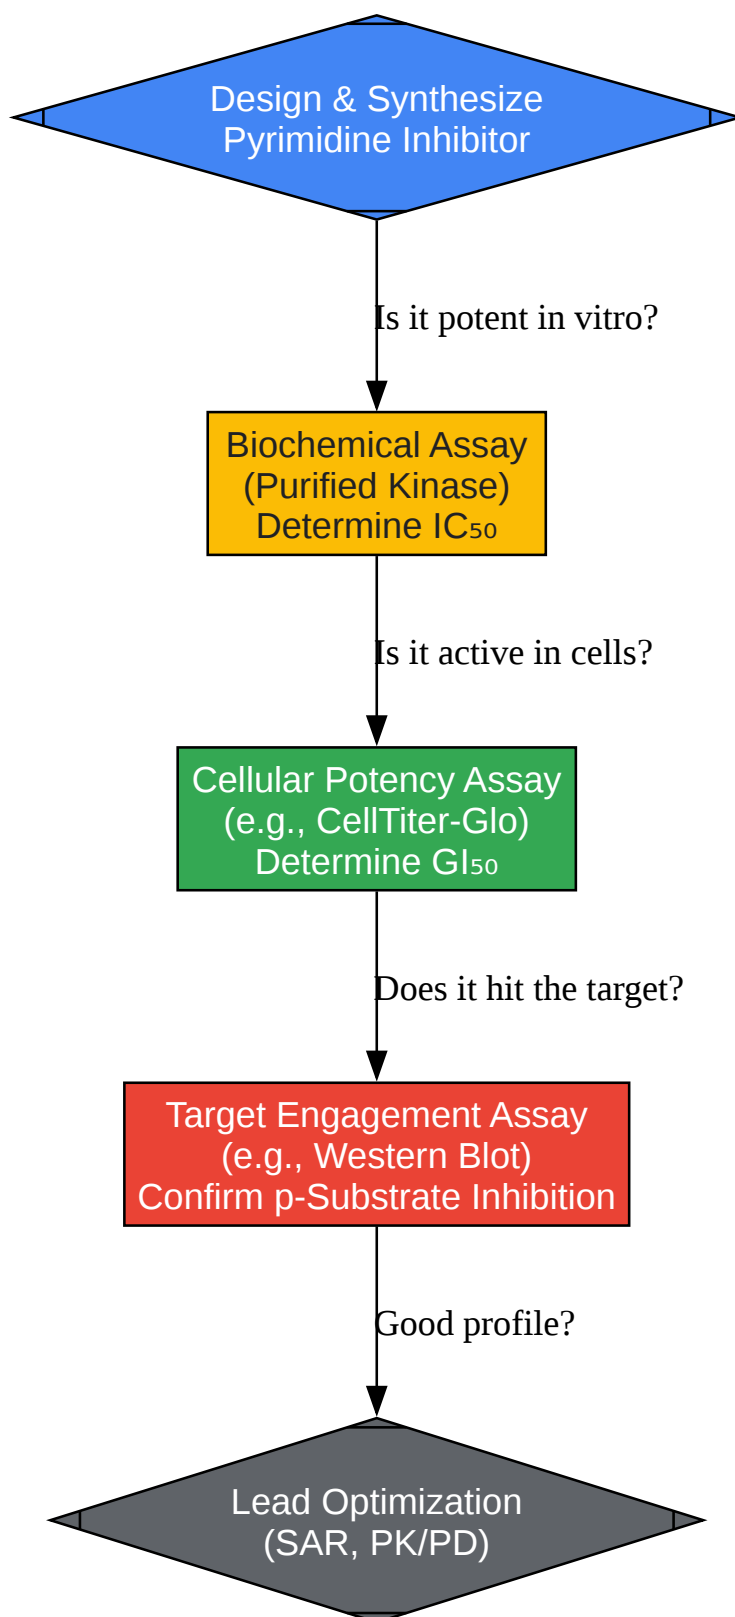 Design & Synthesize
Pyrimidine Inhibitor
Is it potent in vitro?
Biochemical Assay
(Purified Kinase)
Determine IC₅₀
Is it active in cells?
Cellular Potency Assay
(e.g., CellTiter-Glo)
Determine GI₅₀
Does it hit the target?
Target Engagement Assay
(e.g., Western Blot)
Confirm p-Substrate Inhibition
Good profile?
Lead Optimization
(SAR, PK/PD)